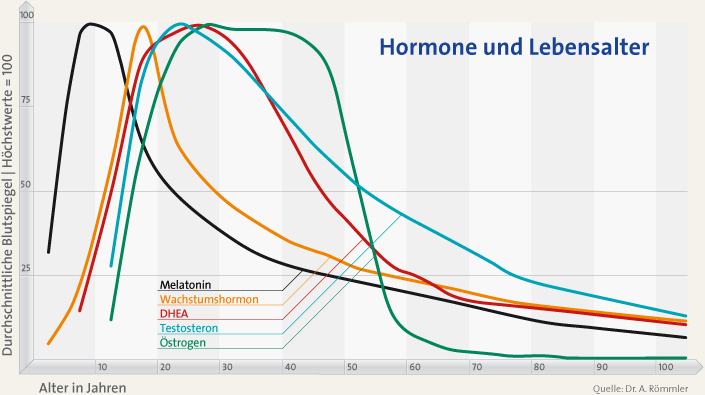 100
Hormone und Lebensalter
75
50
25
Durchschnittliche Blutspiegel | Höchstwerte = 100
Melatonin
Wachstumshormon
DHEA
Testosteron
Östrogen
10 20 30 40 50 60 70 80 90 100
Alter in Jahren
Quelle: Dr. A. Römmler